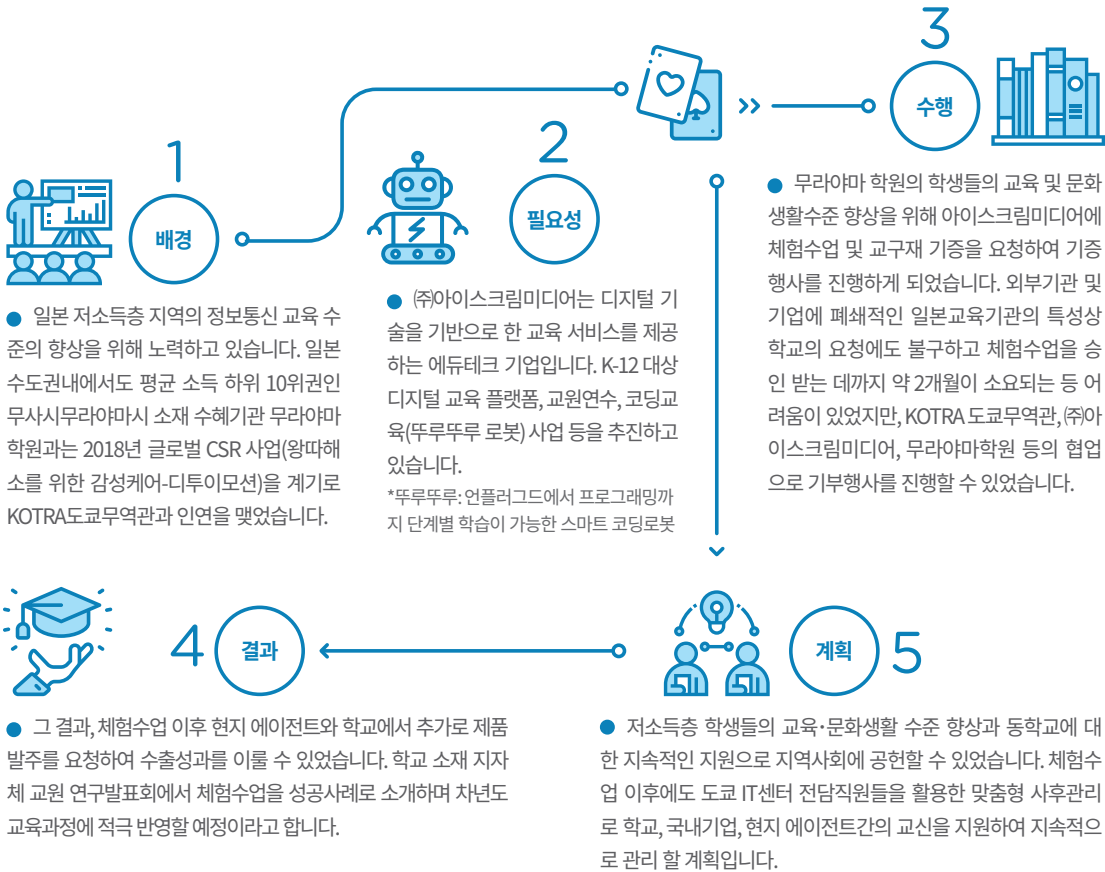 1
배경
● 일본 저소득층 지역의 정보통신 교육 수
준의 향상을 위해 노력하고 있습니다. 일본
수도권내에서도 평균 소득 하위 10위권인
무사시무라야마시 소재 수혜기관 무라야마
학원과는 2018년 글로벌 CSR 사업(왕따해
소를 위한 감성케어-디투이모션)을 계기로
KOTRA도쿄무역관과 인연을 맺었습니다.
2
필요성
● ㈜아이스크림미디어는 디지털 기
술을 기반으로 한 교육 서비스를 제공
하는 에듀테크 기업입니다. K-12 대상
디지털 교육 플랫폼, 교원연수, 코딩교
육(뚜루뚜루 로봇) 사업 등을 추진하고
있습니다.
*뚜루뚜루: 언플러그드에서 프로그래밍까
지 단계별 학습이 가능한 스마트 코딩로봇
3
수행
● 무라야마 학원의 학생들의 교육 및 문화
생활수준 향상을 위해 아이스크림미디어에
체험수업 및 교구재 기증을 요청하여 기증
행사를 진행하게 되었습니다. 외부기관 및
기업에 폐쇄적인 일본교육기관의 특성상
학교의 요청에도 불구하고 체험수업을 승
인 받는 데까지 약 2개월이 소요되는 등 어
려움이 있었지만, KOTRA 도쿄무역관, ㈜아
이스크림미디어, 무라야마학원 등의 협업
으로 기부행사를 진행할 수 있었습니다.
4
결과
● 그 결과, 체험수업 이후 현지 에이전트와 학교에서 추가로 제품
발주를 요청하여 수출성과를 이룰 수 있었습니다. 학교 소재 지자
체 교원 연구발표회에서 체험수업을 성공사례로 소개하며 차년도
교육과정에 적극 반영할 예정이라고 합니다.
계획
5
● 저소득층 학생들의 교육·문화생활 수준 향상과 동학교에 대
한 지속적인 지원으로 지역사회에 공헌할 수 있었습니다. 체험수
업 이후에도 도쿄 IT센터 전담직원들을 활용한 맞춤형 사후관리
로 학교, 국내기업, 현지 에이전트간의 교신을 지원하여 지속적으
로 관리 할 계획입니다.